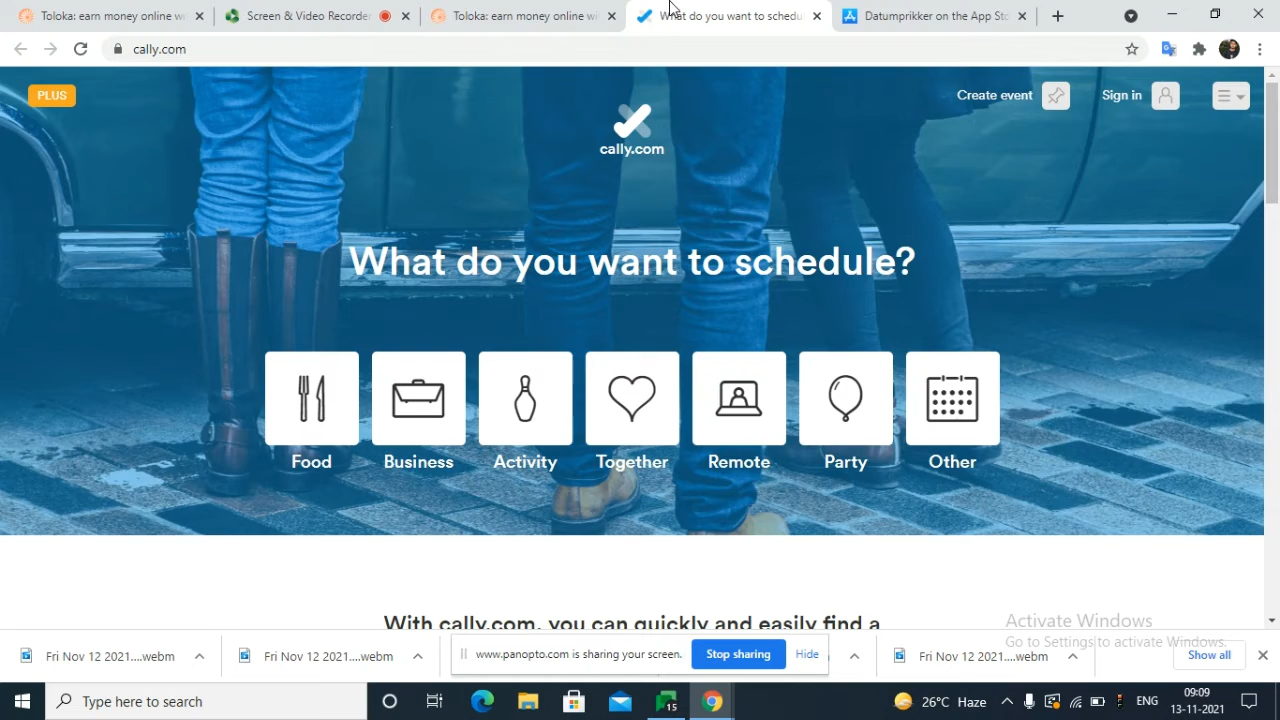 Toloka: earn money online wi
Screen & Video Recorder
Toloka: earn money online wi
What do you want to schedu
Datumprikker on the App Sto
cally.com
PLUS
Create event
Sign in
cally.com
What do you want to schedule?
Food
Business
Activity
Together
Remote
Party
Other
With cally.com, you can quickly and easily find a
Activate Windows
Go to Settings to activate Windows.
Fri Nov 12 2021....webm
Fri Nov 12 2021....webm
www.panopto.com is sharing your screen.
Stop sharing
Hide
Fri Nov 12 2021....webm
Show all
Type here to search
15
26°C Haze
ENG
09:09
13-11-2021